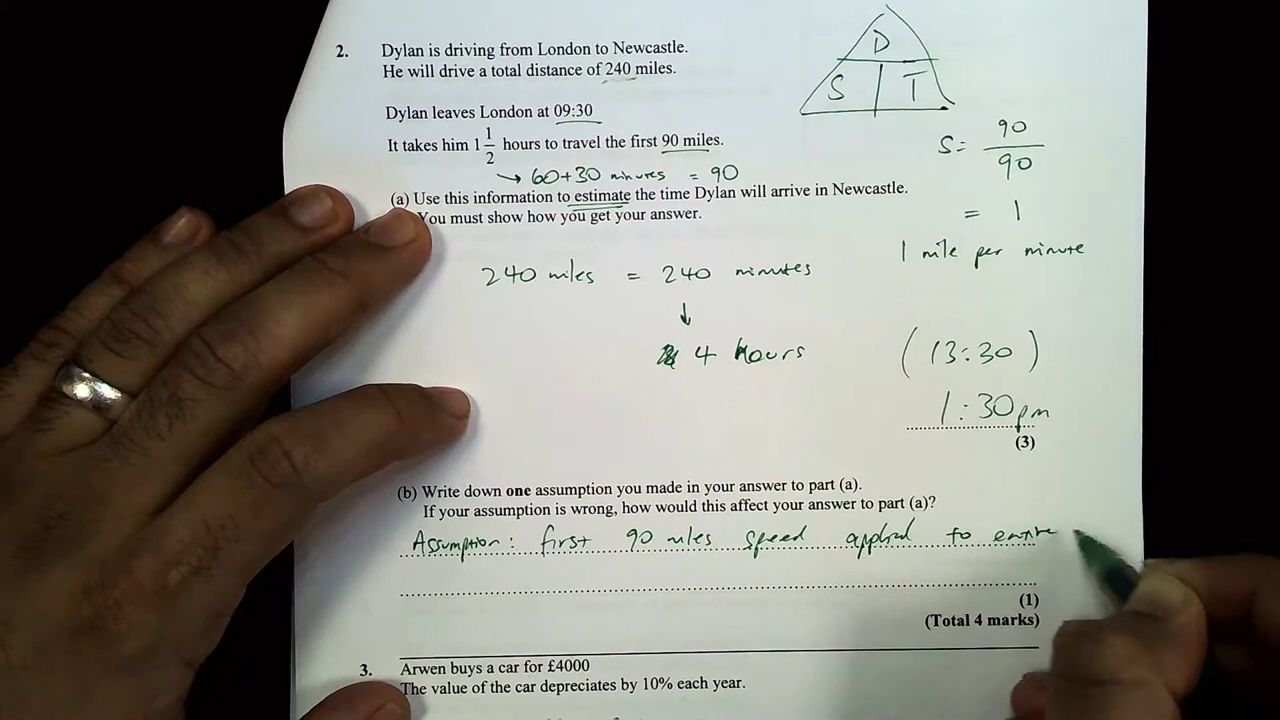 2. Dylan is driving from London to Newcastle.
He will drive a total distance of 240 miles.
D
S T
Dylan leaves London at 09:30
It takes him 1 1/2 hours to travel the first 90 miles.
→ 60+30 minutes = 90
S = 90/90
= 1
1 mile per minute
(a) Use this information to estimate the time Dylan will arrive in Newcastle.
You must show how you get your answer.
240 miles = 240 minutes
↓
4 hours
(13:30)
1:30pm
(3)
(b) Write down one assumption you made in your answer to part (a).
If your assumption is wrong, how would this affect your answer to part (a)?
Assumption: first 90 miles speed applied to entire
(1)
(Total 4 marks)
3. Arwen buys a car for £4000
The value of the car depreciates by 10% each year.